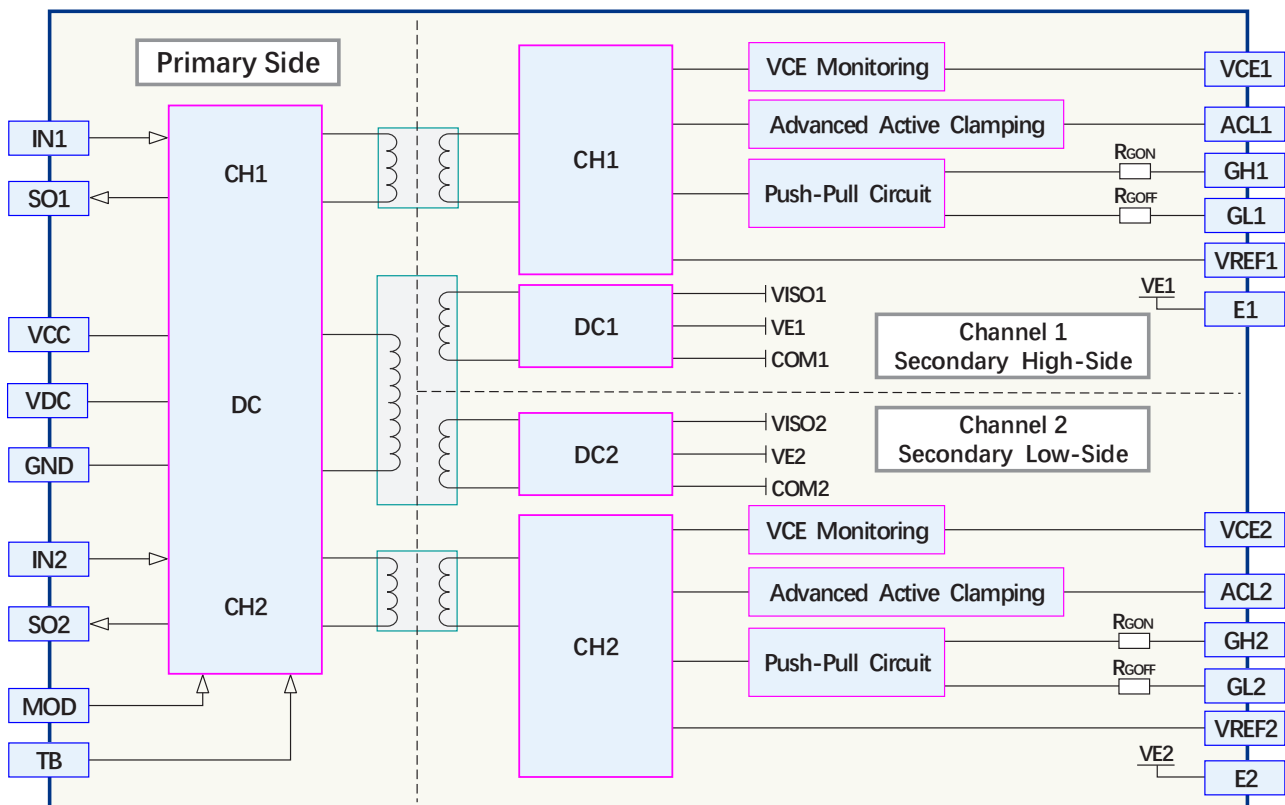 Primary Side
IN1
SO1
VCC
VDC
GND
IN2
SO2
MOD
TB
CH1
DC
CH2
CH1
VCE Monitoring
Advanced Active Clamping
Push-Pull Circuit
RGON
RGOFF
VCE1
ACL1
GH1
GL1
VREF1
VE1
E1
DC1
VISO1
VE1
COM1
Channel 1
Secondary High-Side
DC2
VISO2
VE2
COM2
Channel 2
Secondary Low-Side
CH2
VCE Monitoring
Advanced Active Clamping
Push-Pull Circuit
RGON
RGOFF
VCE2
ACL2
GH2
GL2
VREF2
VE2
E2